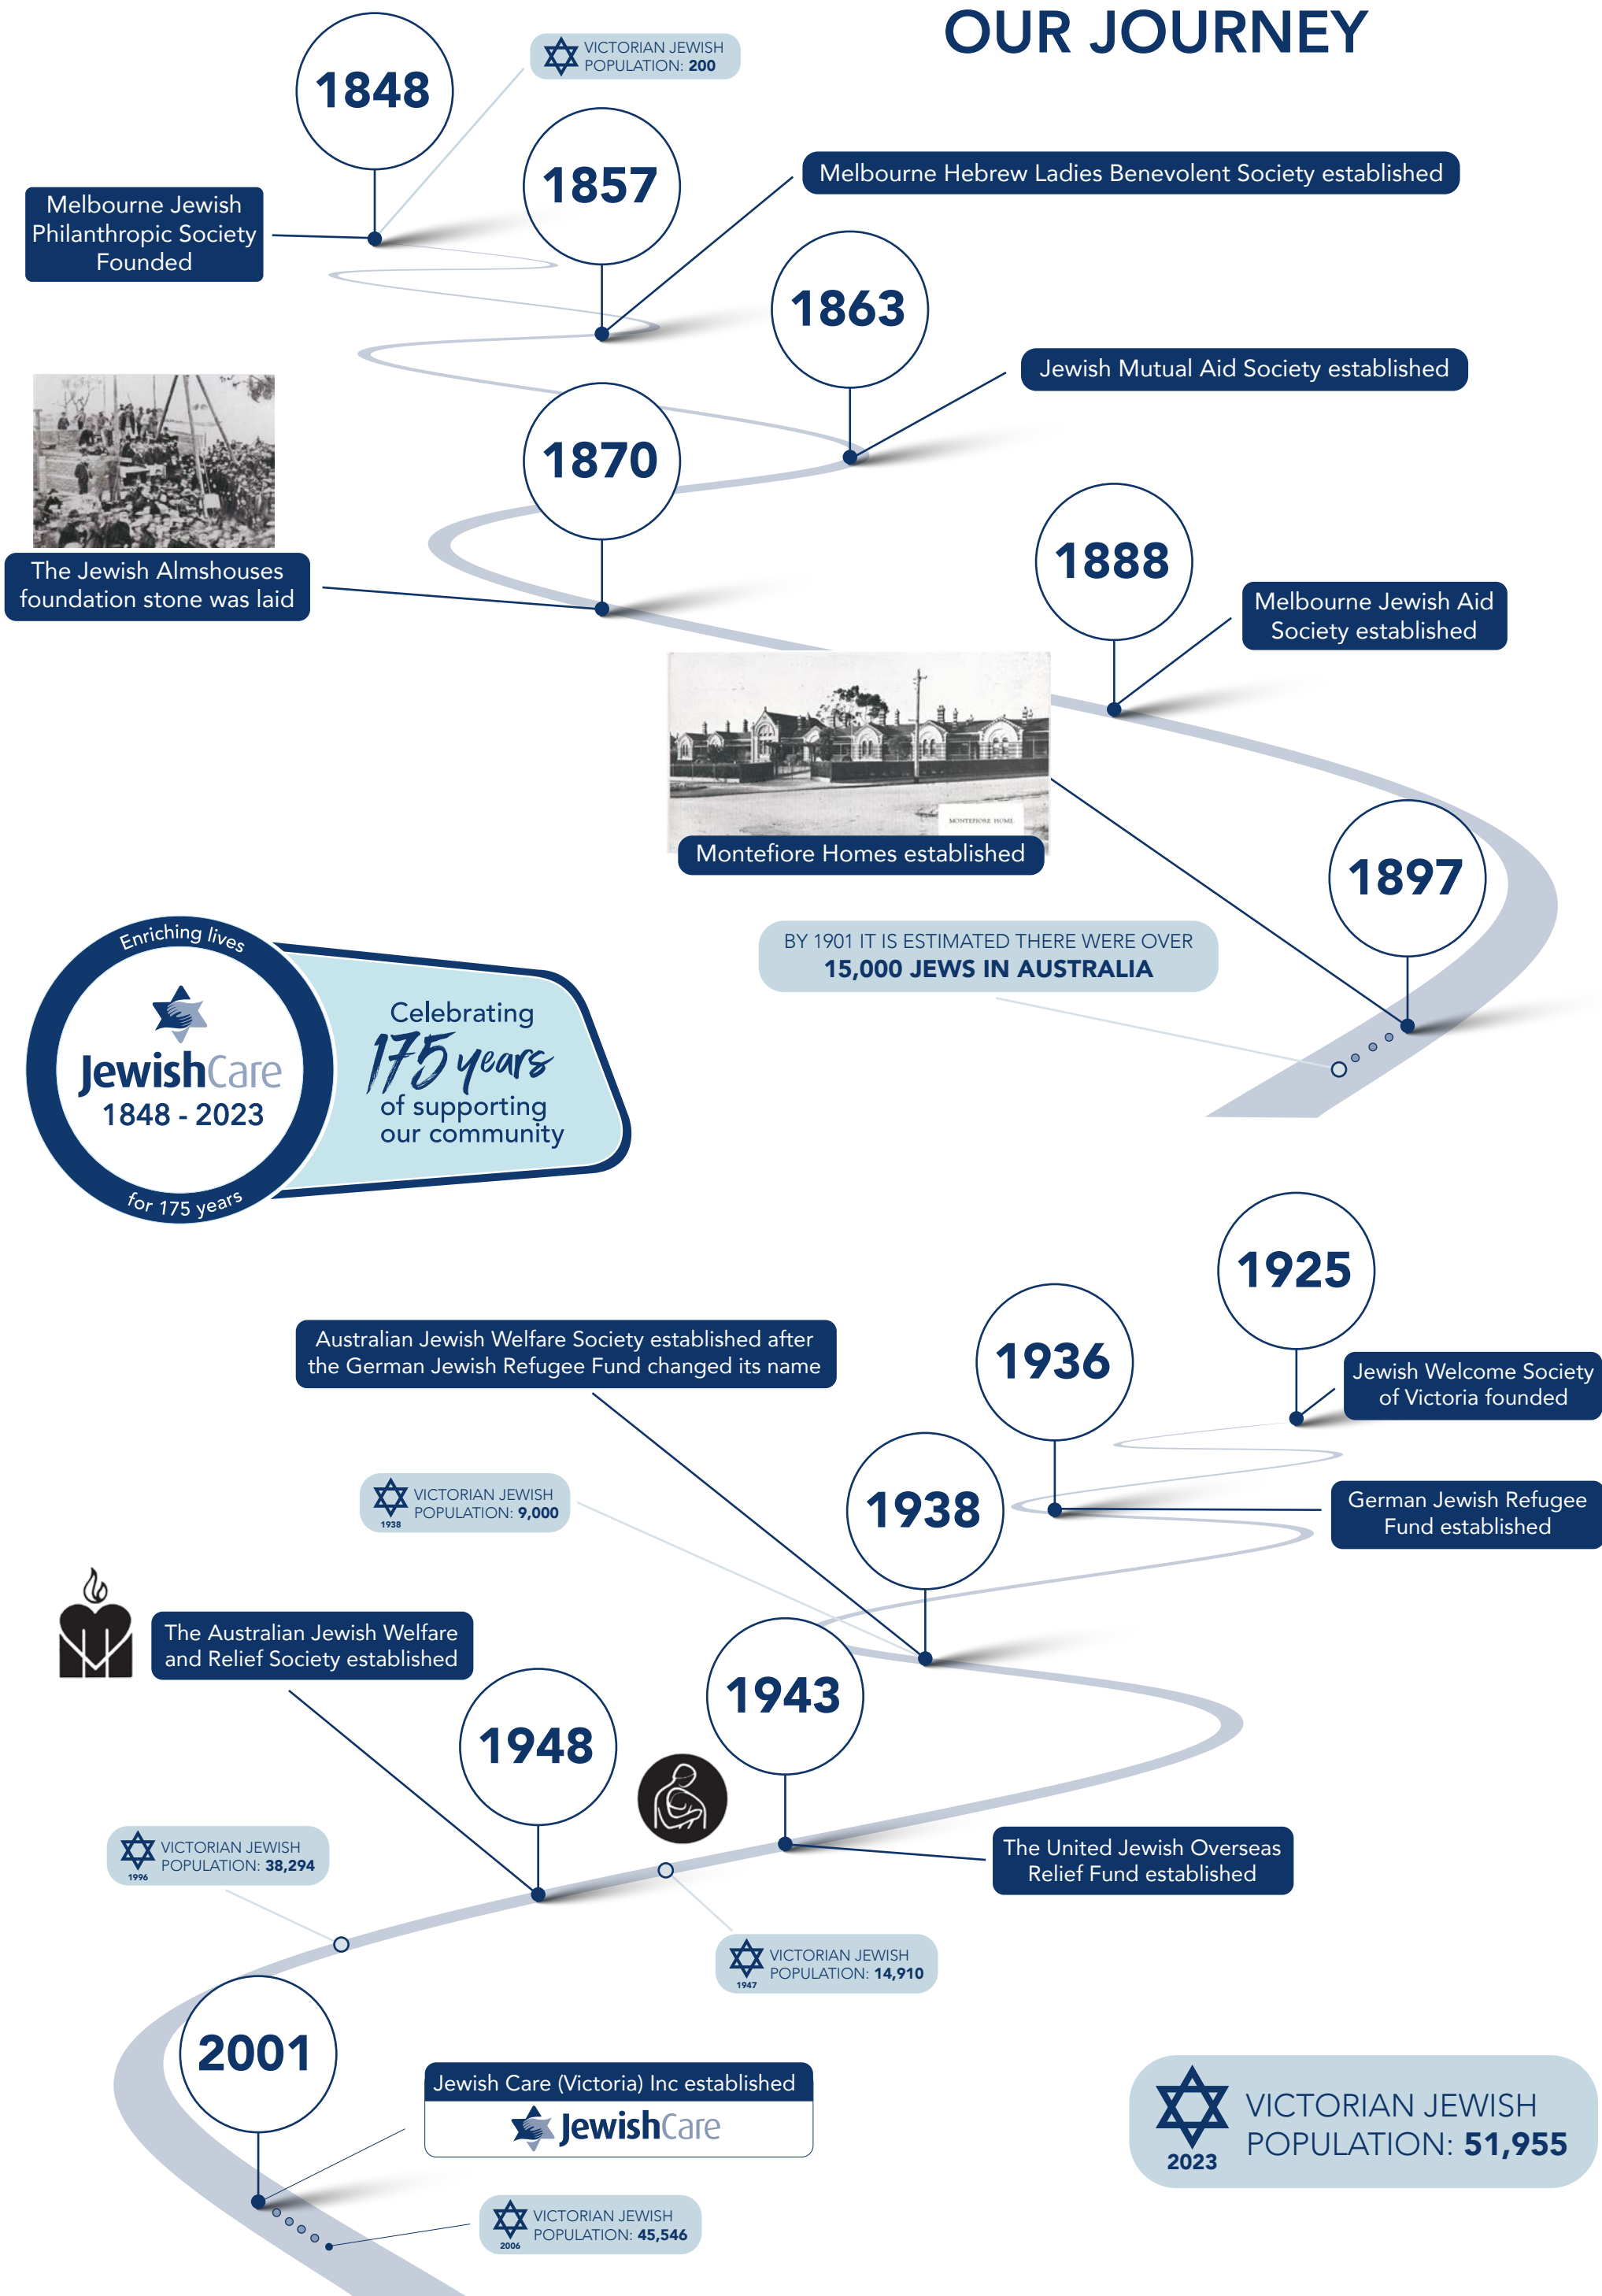 OUR JOURNEY
1848
VICTORIAN JEWISH
POPULATION: 200
Melbourne Jewish
Philanthropic Society
Founded
1857
Melbourne Hebrew Ladies Benevolent Society established
1863
Jewish Mutual Aid Society established
1870
The Jewish Almshouses
foundation stone was laid
1888
Melbourne Jewish Aid
Society established
MONTEFIORE HOME.
Montefiore Homes established
1897
BY 1901 IT IS ESTIMATED THERE WERE OVER
15,000 JEWS IN AUSTRALIA
Enriching lives
JewishCare
1848 - 2023
for 175 years
Celebrating
175 years
of supporting
our community
1925
Jewish Welcome Society
of Victoria founded
1936
German Jewish Refugee
Fund established
Australian Jewish Welfare Society established after
the German Jewish Refugee Fund changed its name
1938
VICTORIAN JEWISH
POPULATION: 9,000
1938
The Australian Jewish Welfare
and Relief Society established
1943
The United Jewish Overseas
Relief Fund established
1948
VICTORIAN JEWISH
POPULATION: 14,910
1947
VICTORIAN JEWISH
POPULATION: 38,294
1996
2001
Jewish Care (Victoria) Inc established
JewishCare
VICTORIAN JEWISH
POPULATION: 45,546
2006
VICTORIAN JEWISH
POPULATION: 51,955
2023